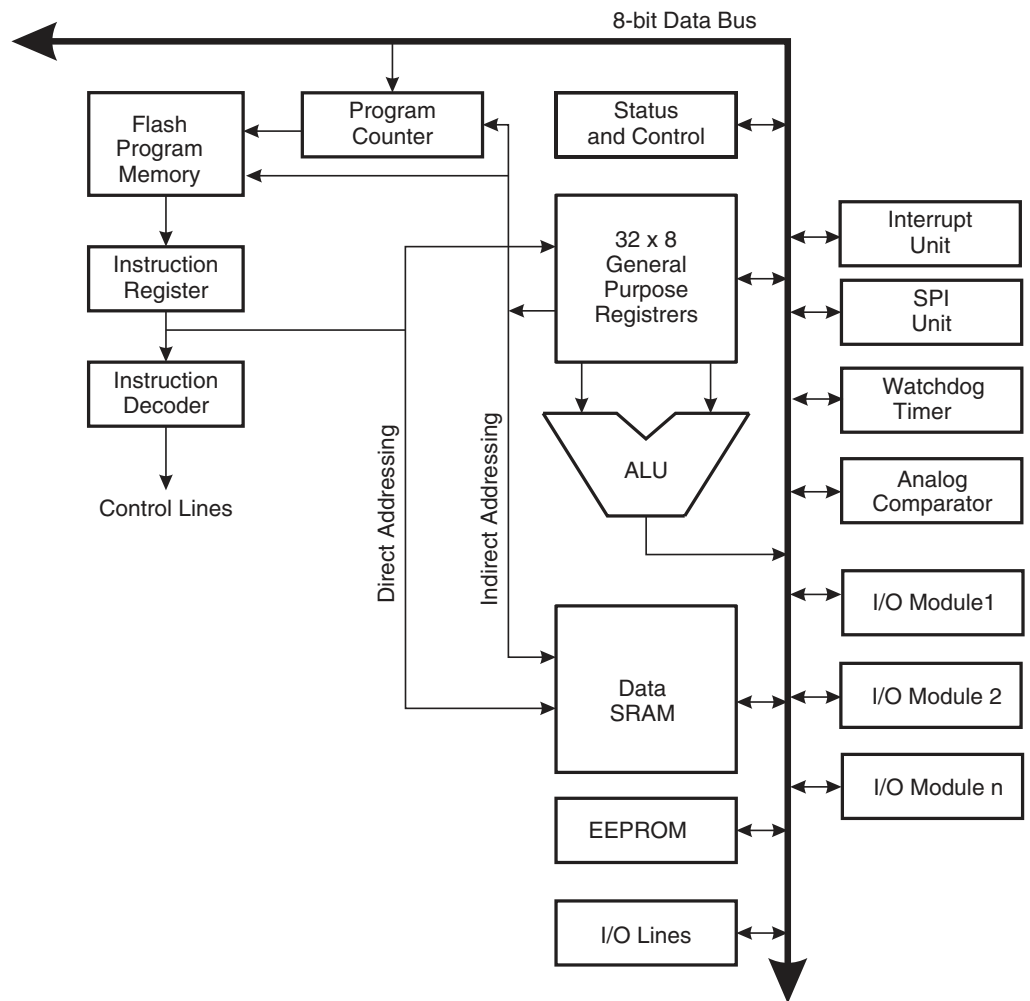 8-bit Data Bus
Flash
Program
Memory
Program
Counter
Status
and Control
32 x 8
General
Purpose
Registrers
Interrupt
Unit
Instruction
Register
SPI
Unit
Instruction
Decoder
Watchdog
Timer
ALU
Analog
Comparator
Control Lines
Direct Addressing
Indirect Addressing
I/O Module1
Data
SRAM
I/O Module 2
I/O Module n
EEPROM
I/O Lines